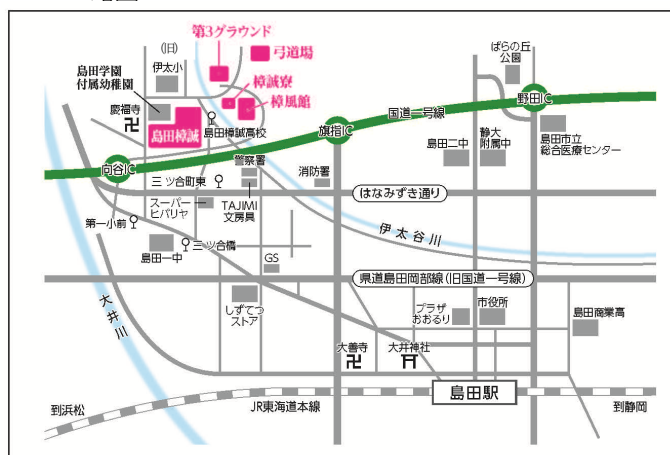 第3グラウンド
弓道場
(旧)
伊太小
島田学園
付属幼稚園
樟誠寮
樟風館
慶福寺
島田樟誠
島田樟誠高校
ばらの丘
公園
野田IC
国道一号線
旗指IC
向谷IC
島田二中
静大
附属中
島田市立
総合医療センター
警察署
消防署
三ツ合町東
スーパー
ヒバリヤ
TAJIMI
文房具
はなみずき通り
第一小前
島田一中
三ツ合橋
伊太谷川
GS
県道島田岡部線(旧国道一号線)
大井川
しずてつ
ストア
プラザ
おおるり
市役所
島田商業高
大善寺
大井神社
島田駅
到浜松
JR東海道本線
到静岡